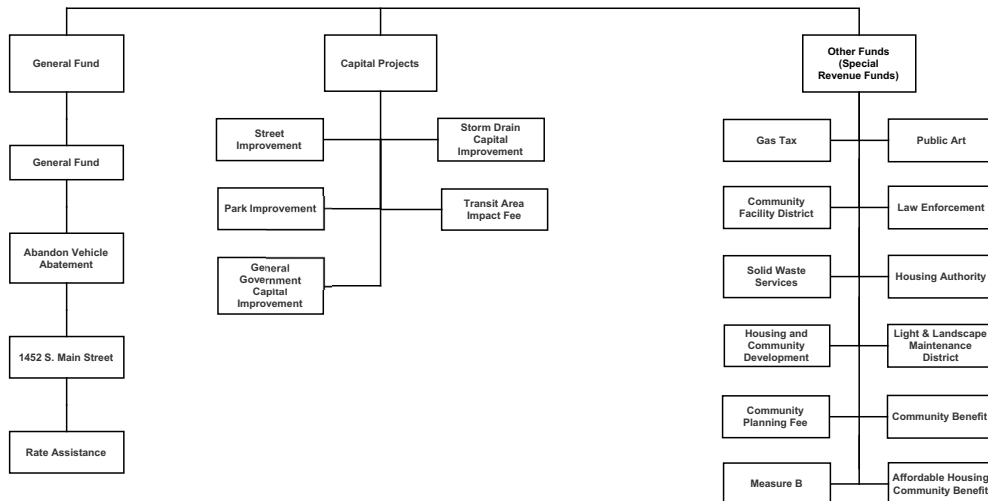 General Fund
Capital Projects
Other Funds
(Special
Revenue Funds)
General Fund
Abandon Vehicle
Abatement
1452 S. Main Street
Rate Assistance
Street
Improvement
Storm Drain
Capital
Improvement
Park Improvement
Transit Area
Impact Fee
General
Government
Capital
Improvement
Gas Tax
Public Art
Community
Facility District
Law Enforcement
Solid Waste
Services
Housing Authority
Housing and
Community
Development
Light & Landscape
Maintenance
District
Community
Planning Fee
Community Benefit
Measure B
Affordable Housing
Community Benefit